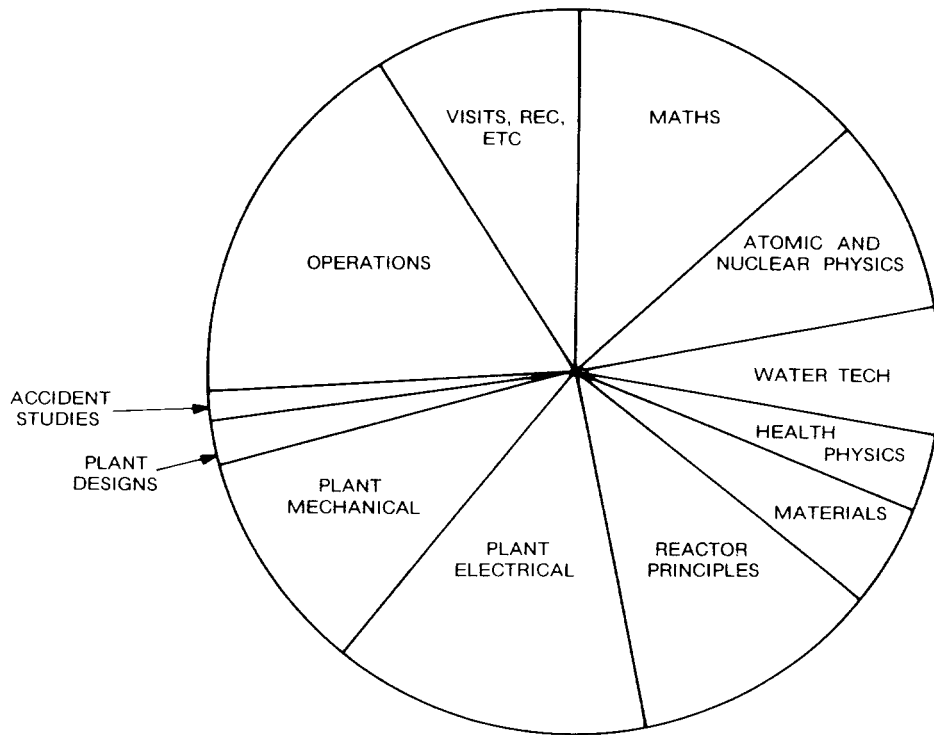 VISITS, REC,
ETC
MATHS
ATOMIC AND
NUCLEAR PHYSICS
WATER TECH
HEALTH
PHYSICS
MATERIALS
REACTOR
PRINCIPLES
PLANT
ELECTRICAL
PLANT
MECHANICAL
PLANT
DESIGNS
ACCIDENT
STUDIES
OPERATIONS